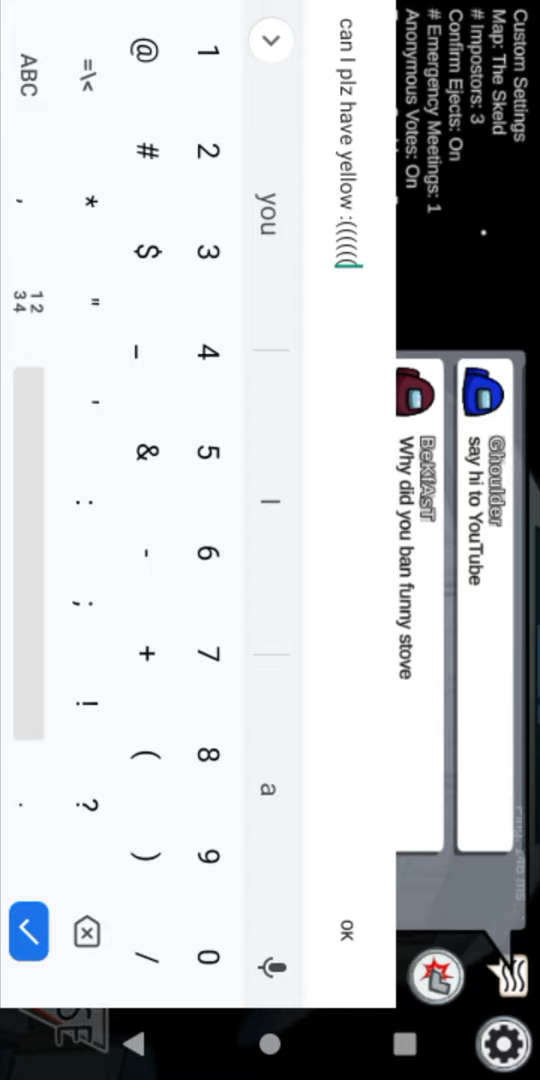 Custom Settings
Map: The Skeld
# Impostors: 3
Confirm Ejects: On
# Emergency Meetings: 1
Anonymous Votes: On
Ghoulder
say hi to YouTube
BeKfAsT
Why did you ban funny stove
can I plz have yellow :((((((
OK
you
I
a
1 2 3 4 5 6 7 8 9 0
@ # $ _ & - + ( ) /
=\< * " ' : ; ! ?
ABC , 12 34 .